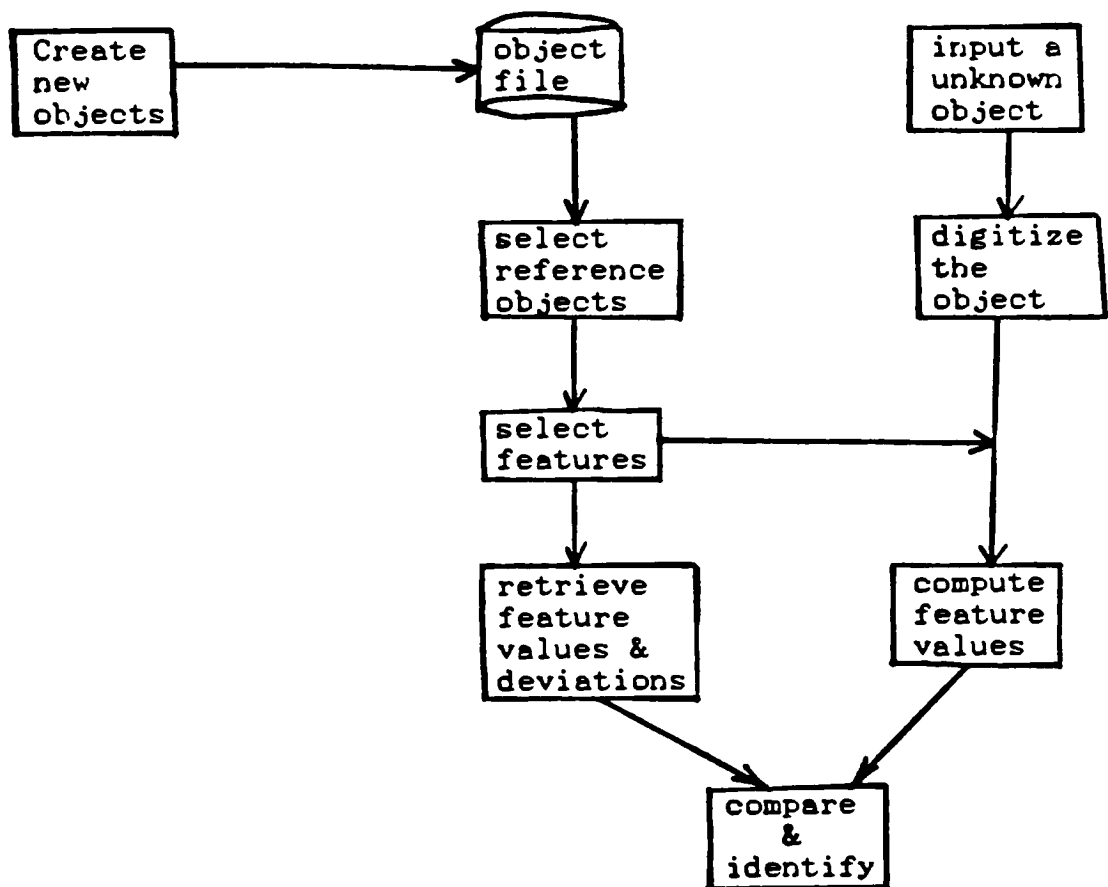 Create
new
objects
object
file
input a
unknown
object
select
reference
objects
digitize
the
object
select
features
retrieve
feature
values &
deviations
compute
feature
values
compare
&
identify